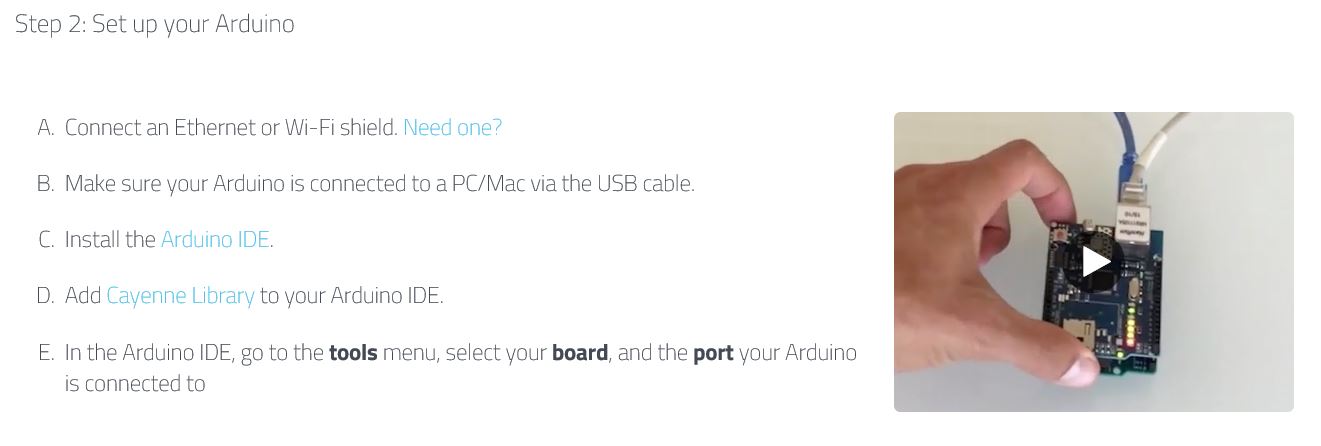 Step 2: Set up your Arduino
A. Connect an Ethernet or Wi-Fi shield. Need one?
B. Make sure your Arduino is connected to a PC/Mac via the USB cable.
C. Install the Arduino IDE.
D. Add Cayenne Library to your Arduino IDE.
E. In the Arduino IDE, go to the tools menu, select your board, and the port your Arduino
is connected to